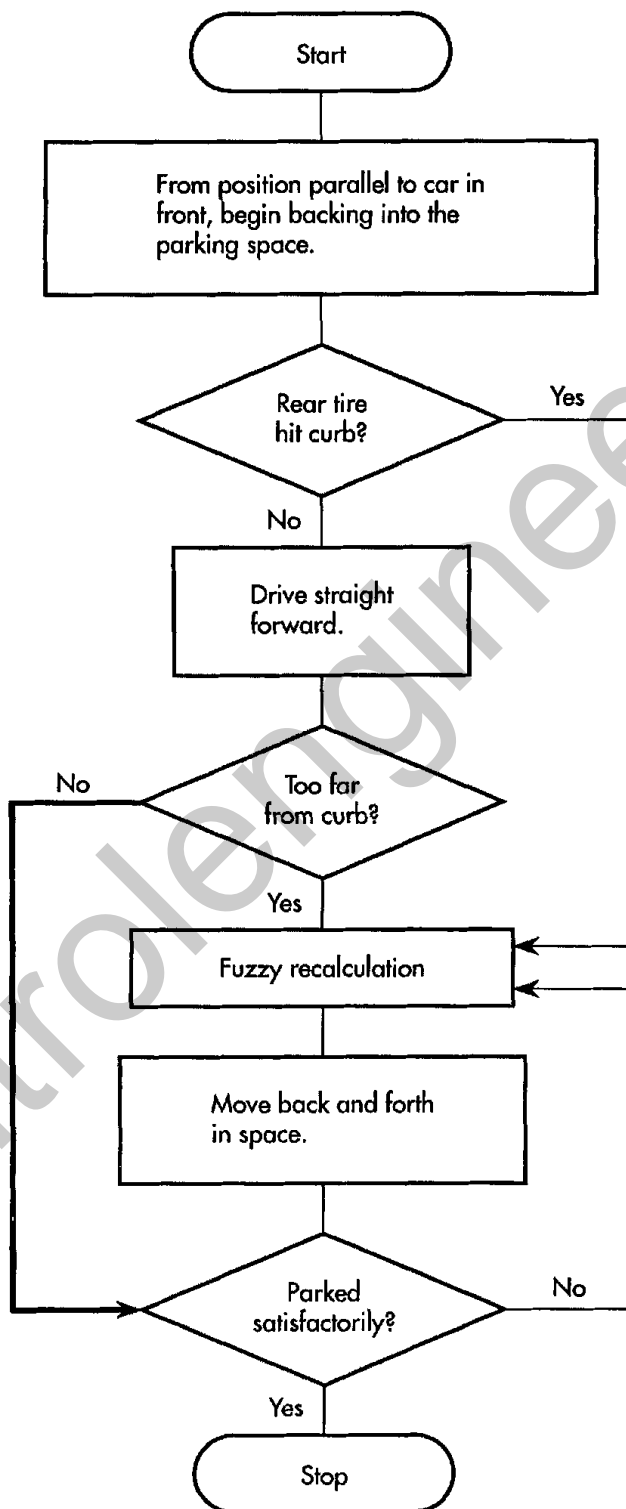 Start
From position parallel to car in
front, begin backing into the
parking space.
Rear tire
hit curb?
Yes
No
Drive straight
forward.
No
Too far
from curb?
Yes
Fuzzy recalculation
Move back and forth
in space.
Parked
satisfactorily?
No
Yes
Stop
trolenginee